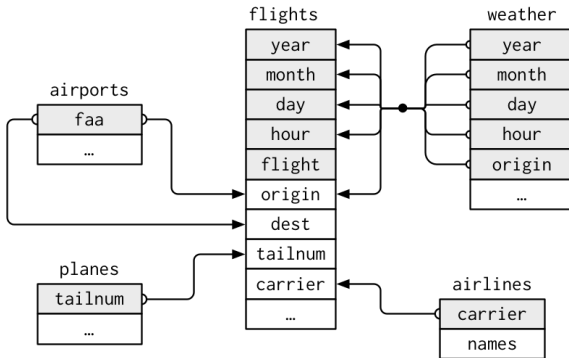 flights
year
month
day
hour
flight
origin
dest
tailnum
carrier
…
weather
year
month
day
hour
origin
…
airports
faa
…
planes
tailnum
…
airlines
carrier
names